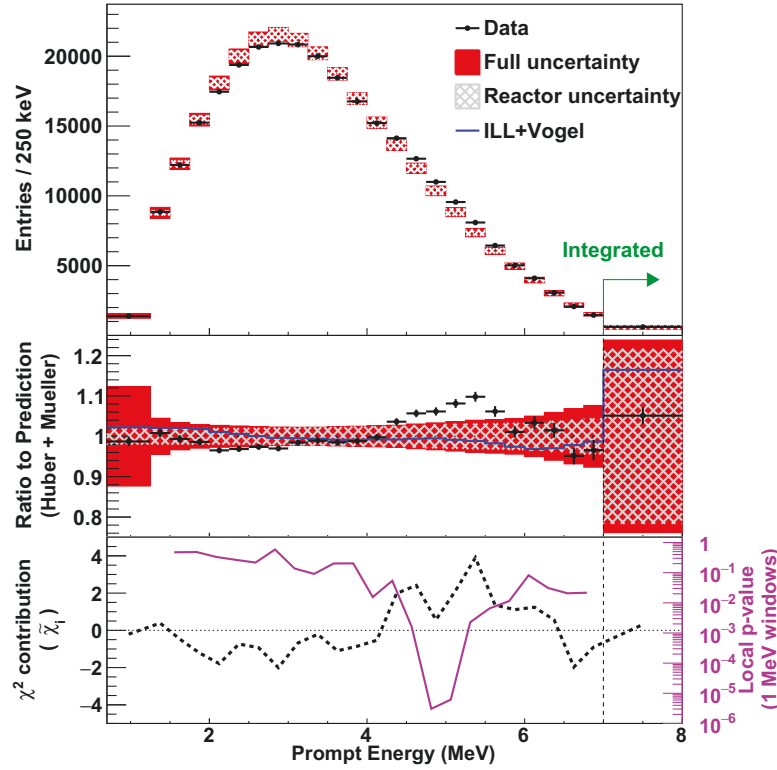 Data
Full uncertainty
Reactor uncertainty
ILL+Vogel
Integrated
Entries / 250 keV
20000
15000
10000
5000
Ratio to Prediction
(Huber + Mueller)
1.2
1.1
1
0.9
0.8
χ² contribution
( χ̃ᵢ )
4
2
0
−2
−4
1
10⁻¹
10⁻²
10⁻³
10⁻⁴
10⁻⁵
10⁻⁶
Local p-value
(1 MeV windows)
2 4 6 8
Prompt Energy (MeV)